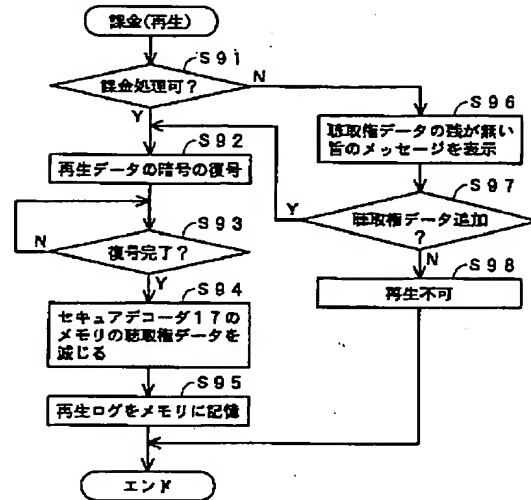 課金(再生)
S91
課金処理可?
N
Y
S92
再生データの暗号の復号
S93
復号完了?
N
Y
S94
セキュアデコーダ17の
メモリの聴取権データを
減じる
S95
再生ログをメモリに記憶
エンド
S96
聴取権データの残が無い
旨のメッセージを表示
S97
聴取権データ追加
?
Y
N
S98
再生不可